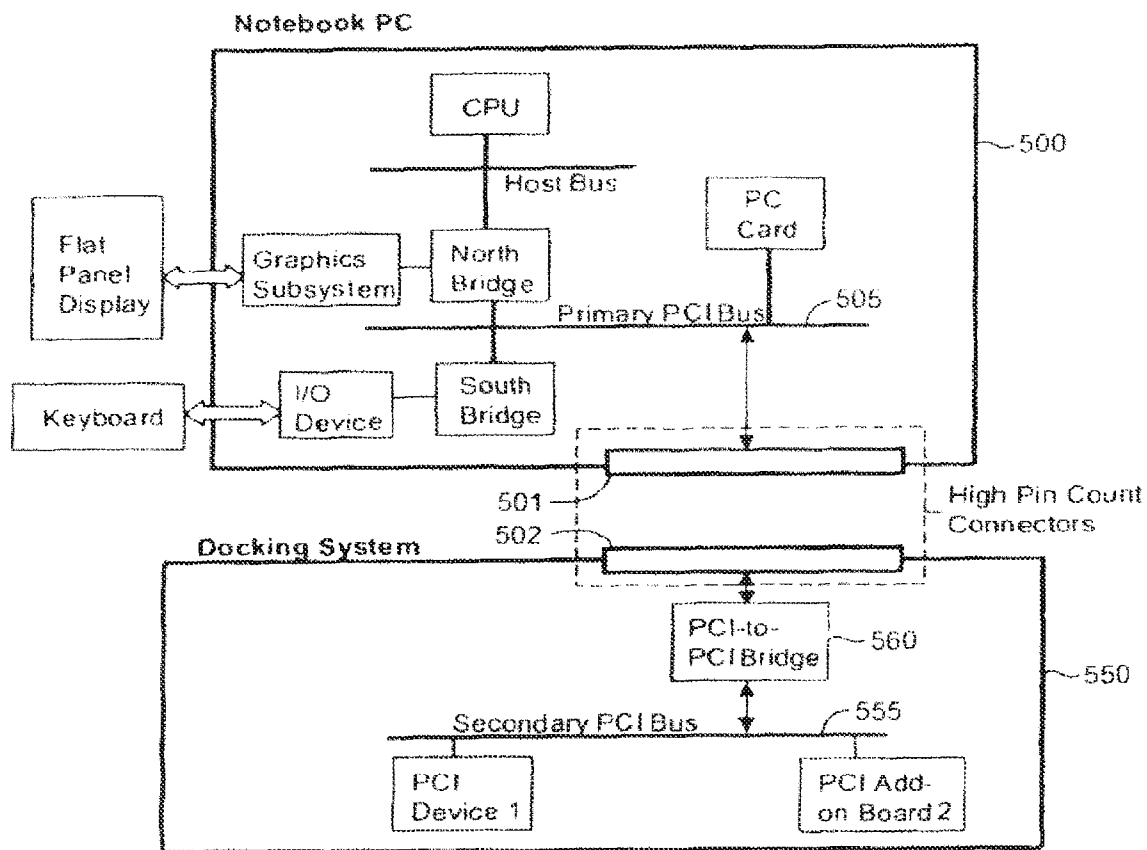 Notebook PC
CPU
500
Host Bus
PC
Card
Flat
Panel
Display
Graphics
Subsystem
North
Bridge
Primary PCI Bus
505
Keyboard
I/O
Device
South
Bridge
501
High Pin Count
Connectors
502
Docking System
PCI-to-
PCI Bridge
560
550
Secondary PCI Bus
555
PCI
Device 1
PCI Add-
on Board 2